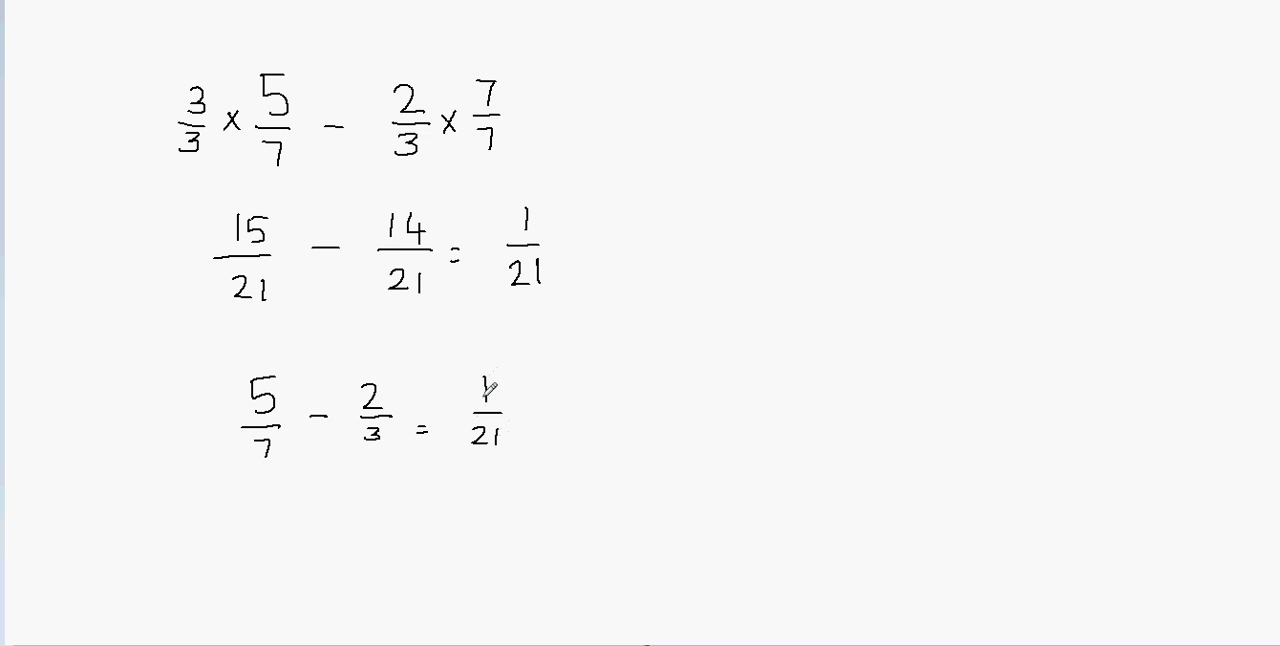 3/3 × 5/7 - 2/3 × 7/7
15/21 - 14/21 = 1/21
5/7 - 2/3 = 1/21